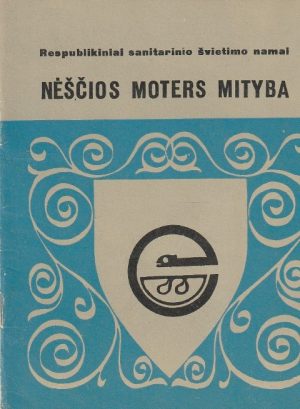 Respublikiniai sanitarinio švietimo namai
NĖŠČIOS MOTERS MITYBA